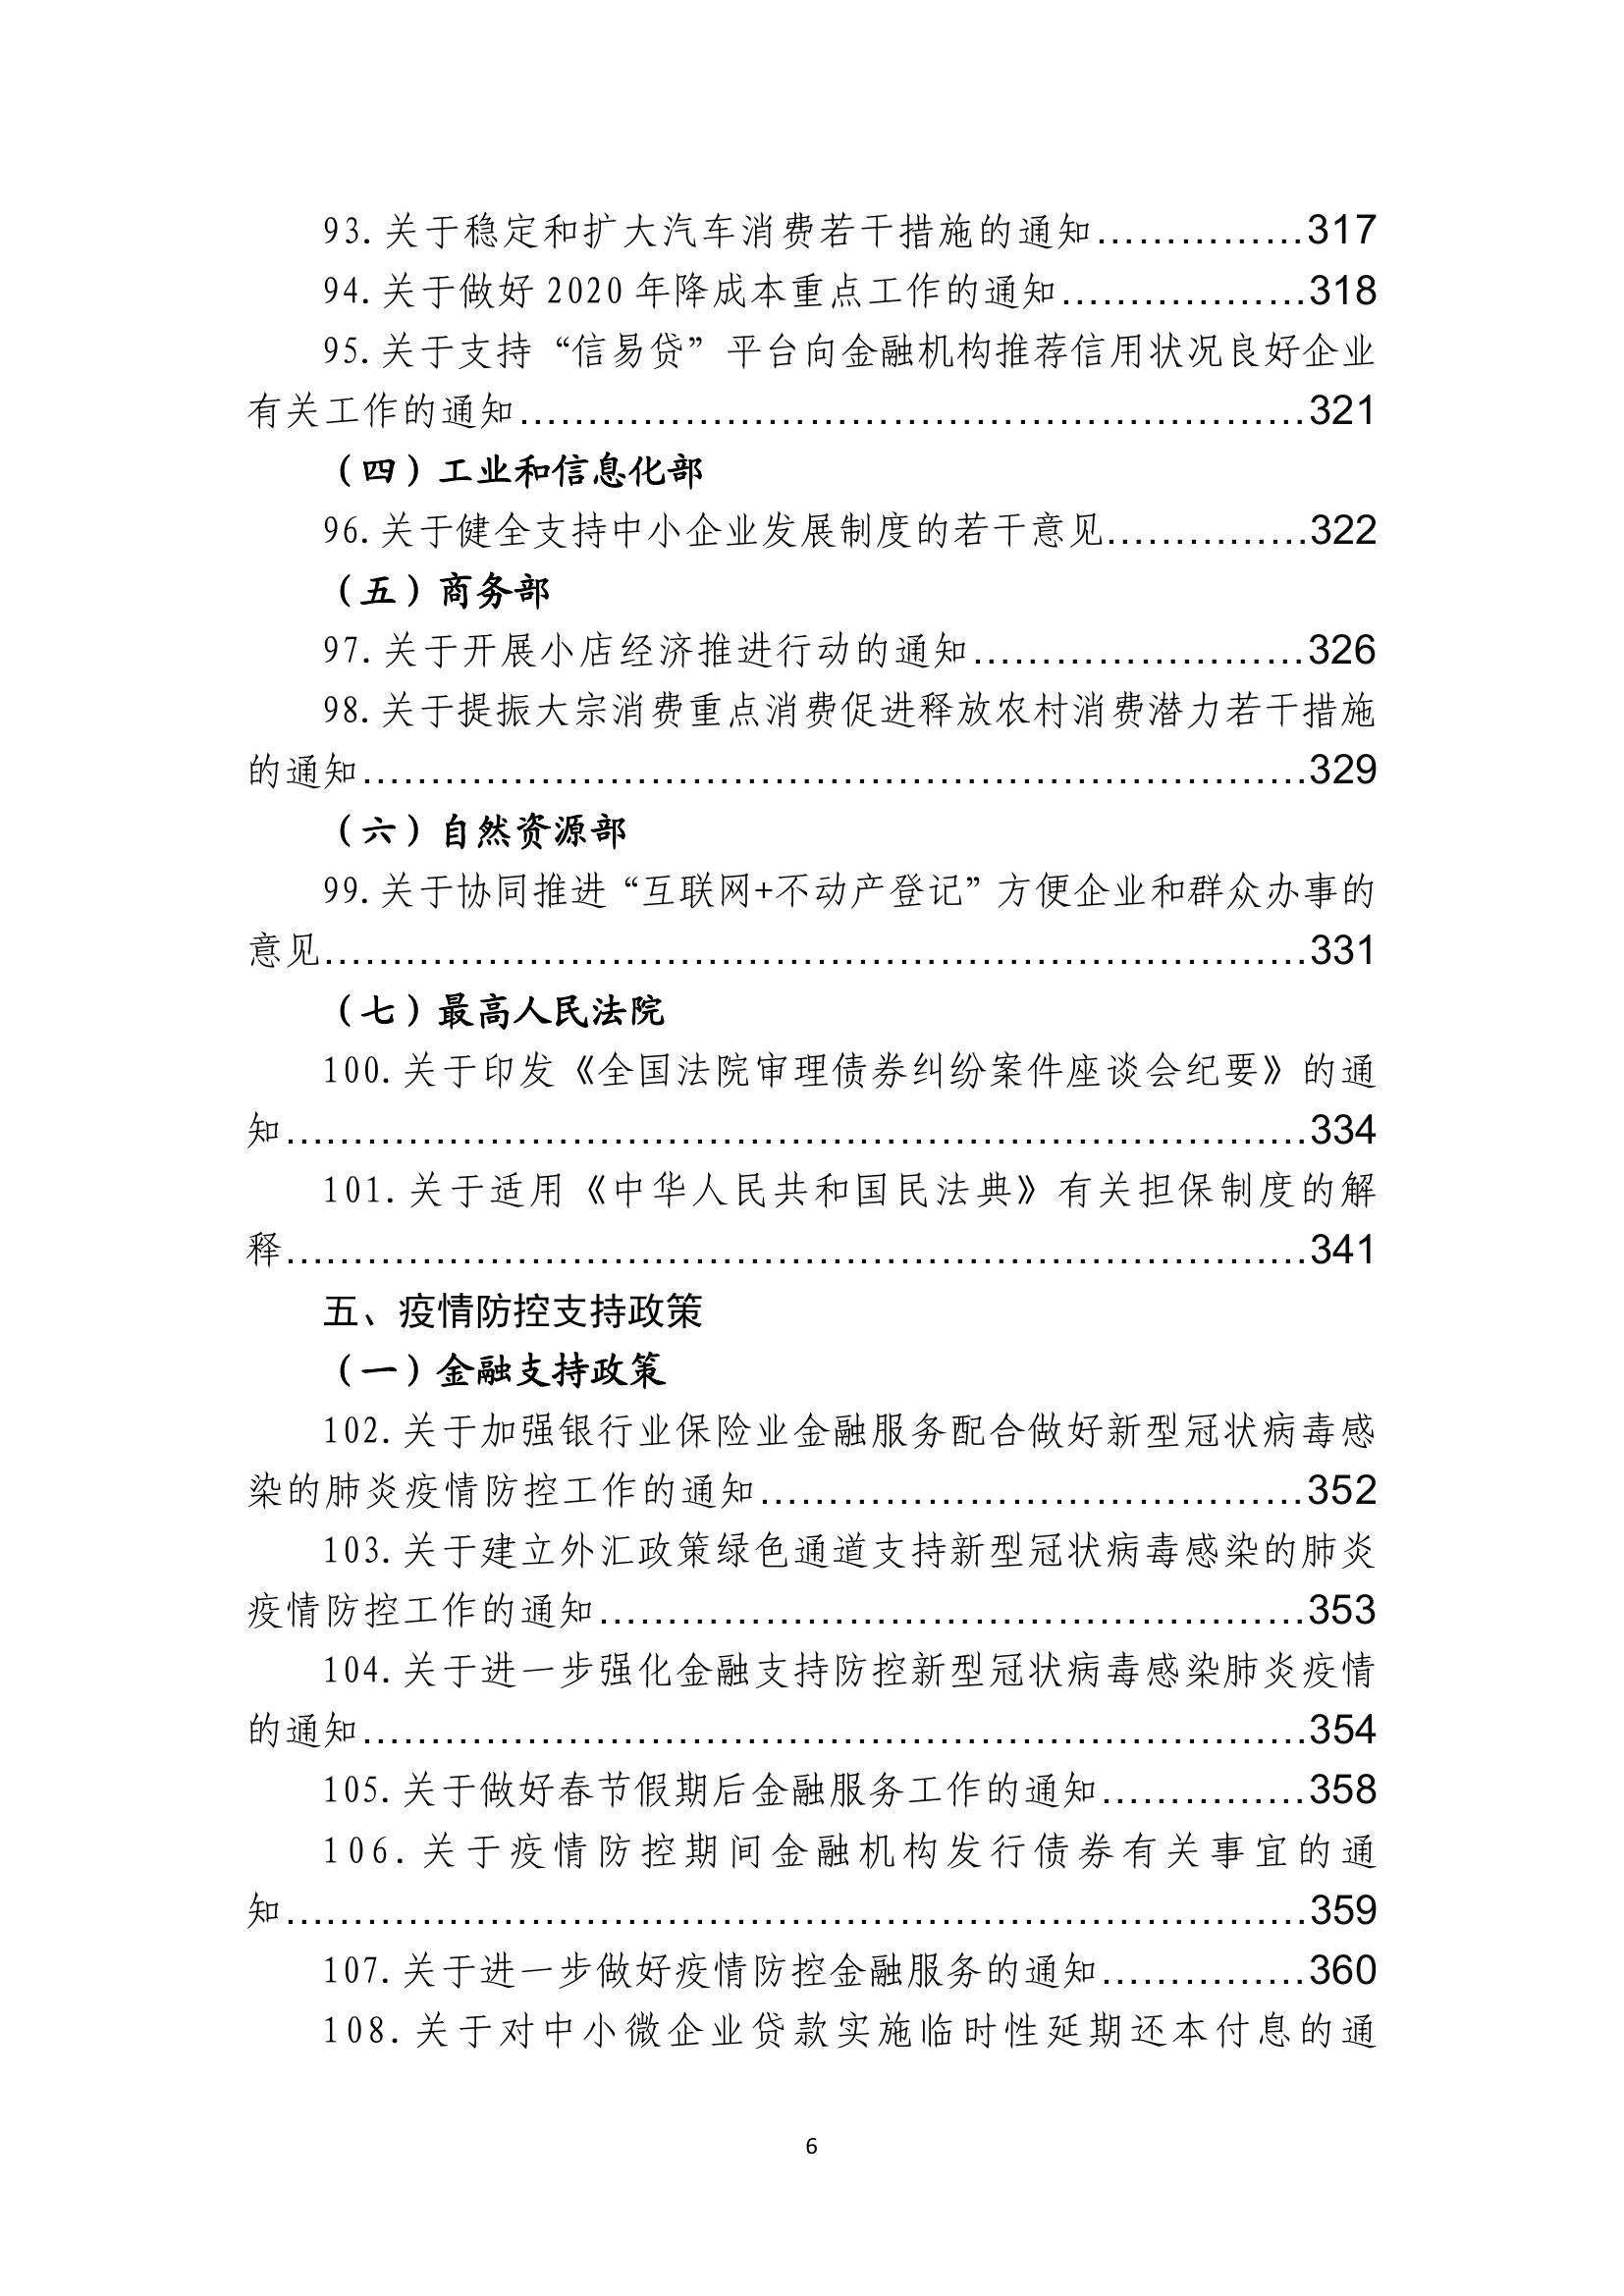 93.关于稳定和扩大汽车消费若干措施的通知……………317
94.关于做好 2020 年降成本重点工作的通知………………318
95.关于支持“信易贷”平台向金融机构推荐信用状况良好企业
有关工作的通知…………………………………………………321
（四）工业和信息化部
96.关于健全支持中小企业发展制度的若干意见……………322
（五）商务部
97.关于开展小店经济推进行动的通知……………………326
98.关于提振大宗消费重点消费促进释放农村消费潜力若干措施
的通知……………………………………………………………329
（六）自然资源部
99.关于协同推进“互联网+不动产登记”方便企业和群众办事的
意见………………………………………………………………331
（七）最高人民法院
100.关于印发《全国法院审理债券纠纷案件座谈会纪要》的通
知…………………………………………………………………334
101.关于适用《中华人民共和国民法典》有关担保制度的解
释…………………………………………………………………341
五、疫情防控支持政策
（一）金融支持政策
102.关于加强银行业保险业金融服务配合做好新型冠状病毒感
染的肺炎疫情防控工作的通知…………………………………352
103.关于建立外汇政策绿色通道支持新型冠状病毒感染的肺炎
疫情防控工作的通知……………………………………………353
104.关于进一步强化金融支持防控新型冠状病毒感染肺炎疫情
的通知……………………………………………………………354
105.关于做好春节假期后金融服务工作的通知……………358
106.关于疫情防控期间金融机构发行债券有关事宜的通
知…………………………………………………………………359
107.关于进一步做好疫情防控金融服务的通知……………360
108.关于对中小微企业贷款实施临时性延期还本付息的通
6